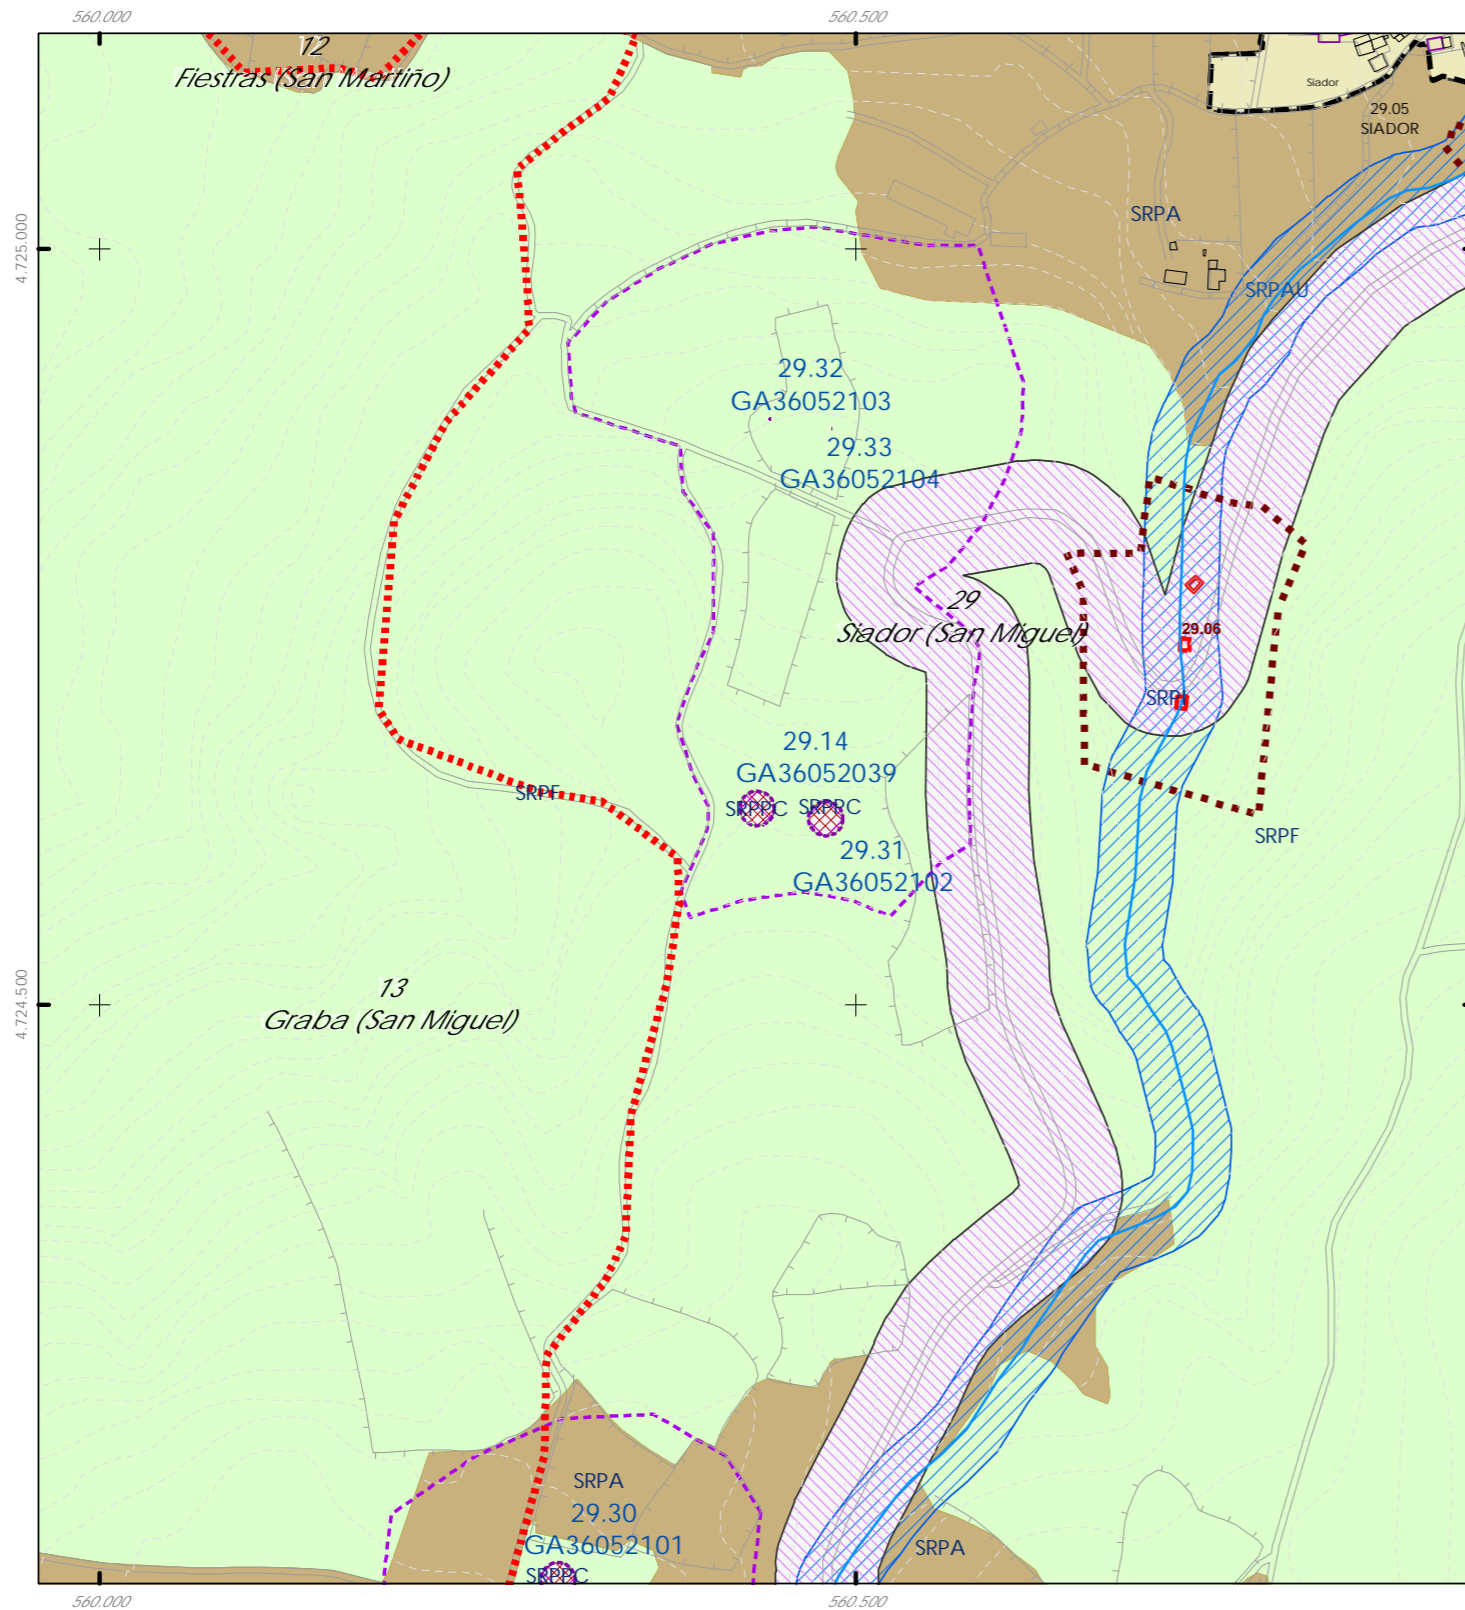 560.000
560.500
12
Fiestras (San Martiño)
Siador
29.05
SIADOR
SRPA
4.725.000
SRPAU
29.32
GA36052103
29.33
GA36052104
29
Siador (San Miguel)
29.06
SRPI
29.14
GA36052039
SRPF
SRPPC
SRPPC
SRPF
29.31
GA36052102
13
Graba (San Miguel)
4.724.500
SRPA
29.30
GA36052101
SRPPC
SRPA
560.000
560.500